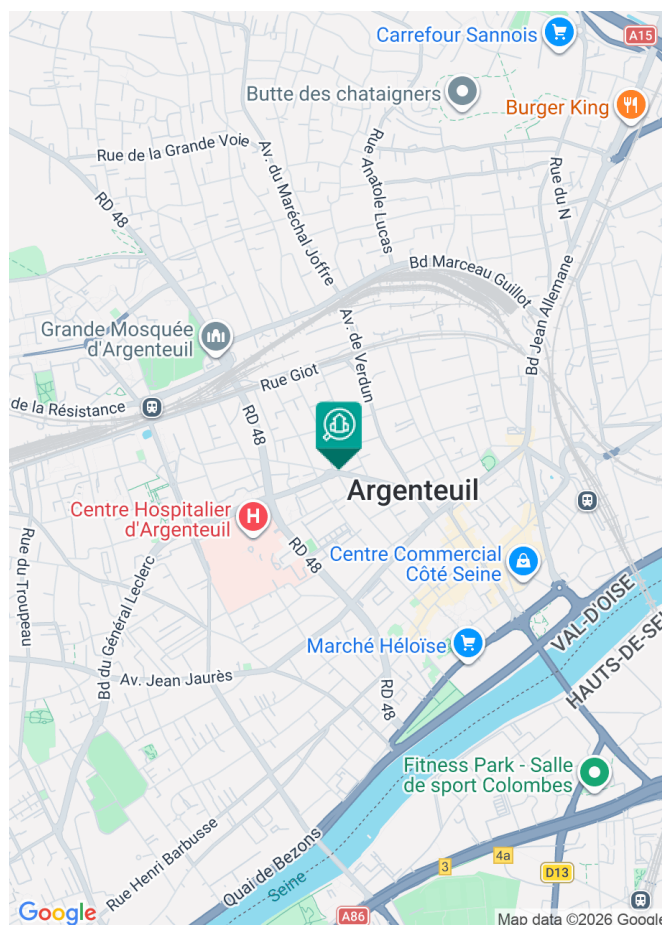 Carrefour Sannois
A15
Butte des chataigners
Burger King
Rue de la Grande Voie
Av. du Maréchal Joffre
Rue Anatole Lucas
Rue du N
RD 48
Bd Marceau Guillot
Bd Jean Allemane
Grande Mosquée
d'Argenteuil
Av. de Verdun
Rue Giot
de la Résistance
RD 48
Argenteuil
Centre Hospitalier
d'Argenteuil
H
Rue du Troupeau
Bd du Général Leclerc
RD 48
Centre Commercial
Côté Seine
VAL-D'OISE
HAUTS-DE-SEI
Marché Héloïse
Av. Jean Jaurès
RD 48
Fitness Park - Salle
de sport Colombes
Rue Henri Barbusse
Quai de Bezons
Seine
3
4a
D13
A86
Google
Map data ©2026 Google